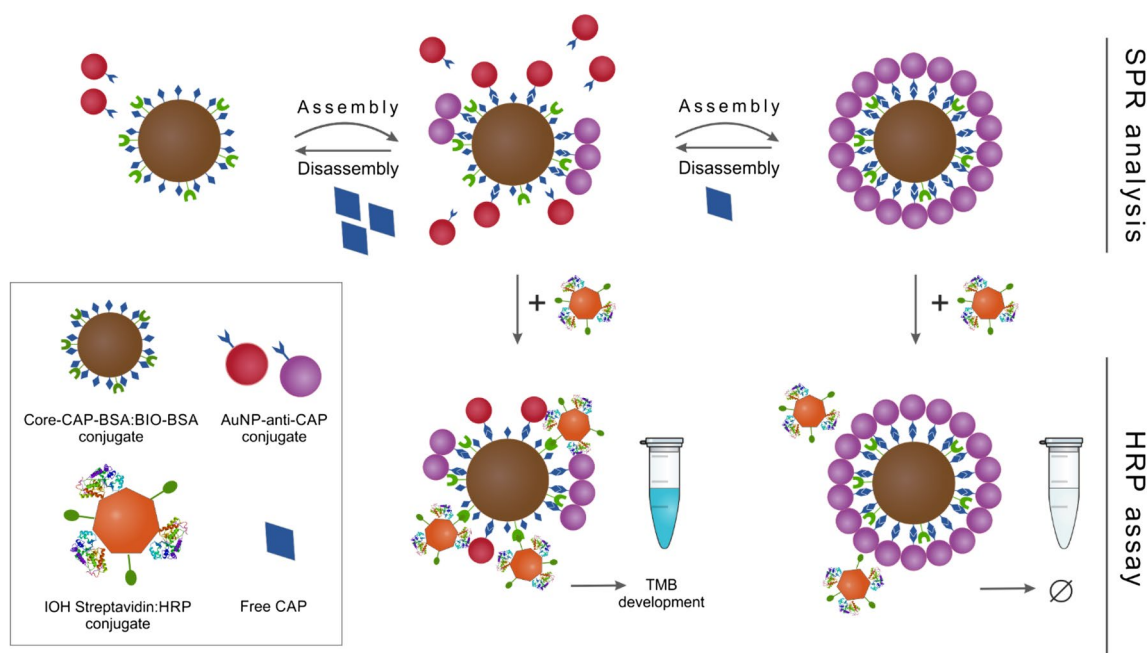 Assembly
Disassembly
Assembly
Disassembly
SPR analysis
+
+
Core-CAP-BSA:BIO-BSA
conjugate
AuNP-anti-CAP
conjugate
IOH Streptavidin:HRP
conjugate
Free CAP
TMB
development
∅
HRP assay